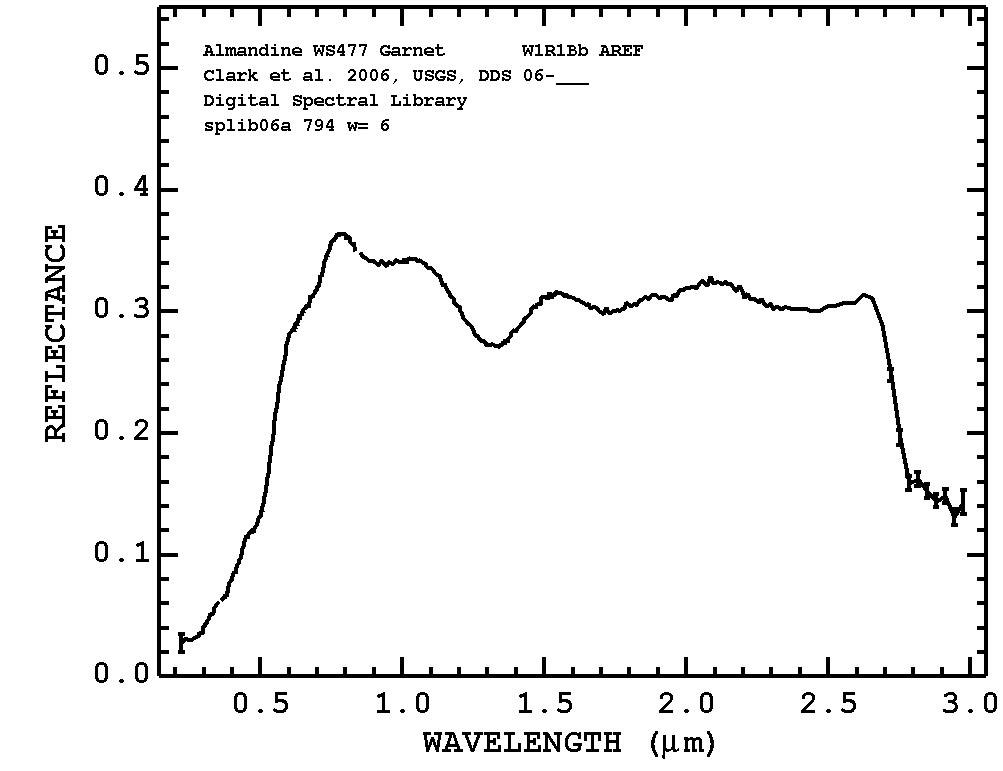 Almandine WS477 Garnet W1R1Bb AREF
Clark et al. 2006, USGS, DDS 06-___
Digital Spectral Library
splib06a 794 w= 6
REFLECTANCE
0.5
0.4
0.3
0.2
0.1
0.0
0.5 1.0 1.5 2.0 2.5 3.0
WAVELENGTH (μm)